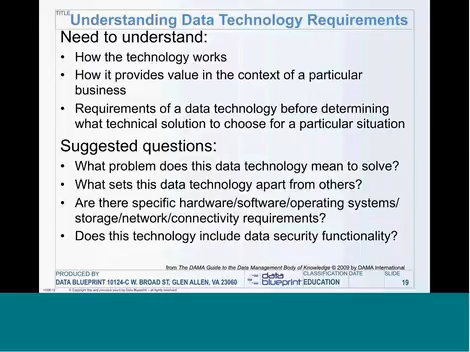 TITLE
Understanding Data Technology Requirements
Need to understand:
• How the technology works
• How it provides value in the context of a particular
business
• Requirements of a data technology before determining
what technical solution to choose for a particular situation
Suggested questions:
• What problem does this data technology mean to solve?
• What sets this data technology apart from others?
• Are there specific hardware/software/operating systems/
storage/network/connectivity requirements?
• Does this technology include data security functionality?
from The DAMA Guide to the Data Management Body of Knowledge © 2009 by DAMA International
PRODUCED BY
DATA BLUEPRINT 10124-C W. BROAD ST, GLEN ALLEN, VA 23060
data
blueprint
CLASSIFICATION DATE SLIDE
EDUCATION 19
© Copyright this and previous years by Data Blueprint - all rights reserved!